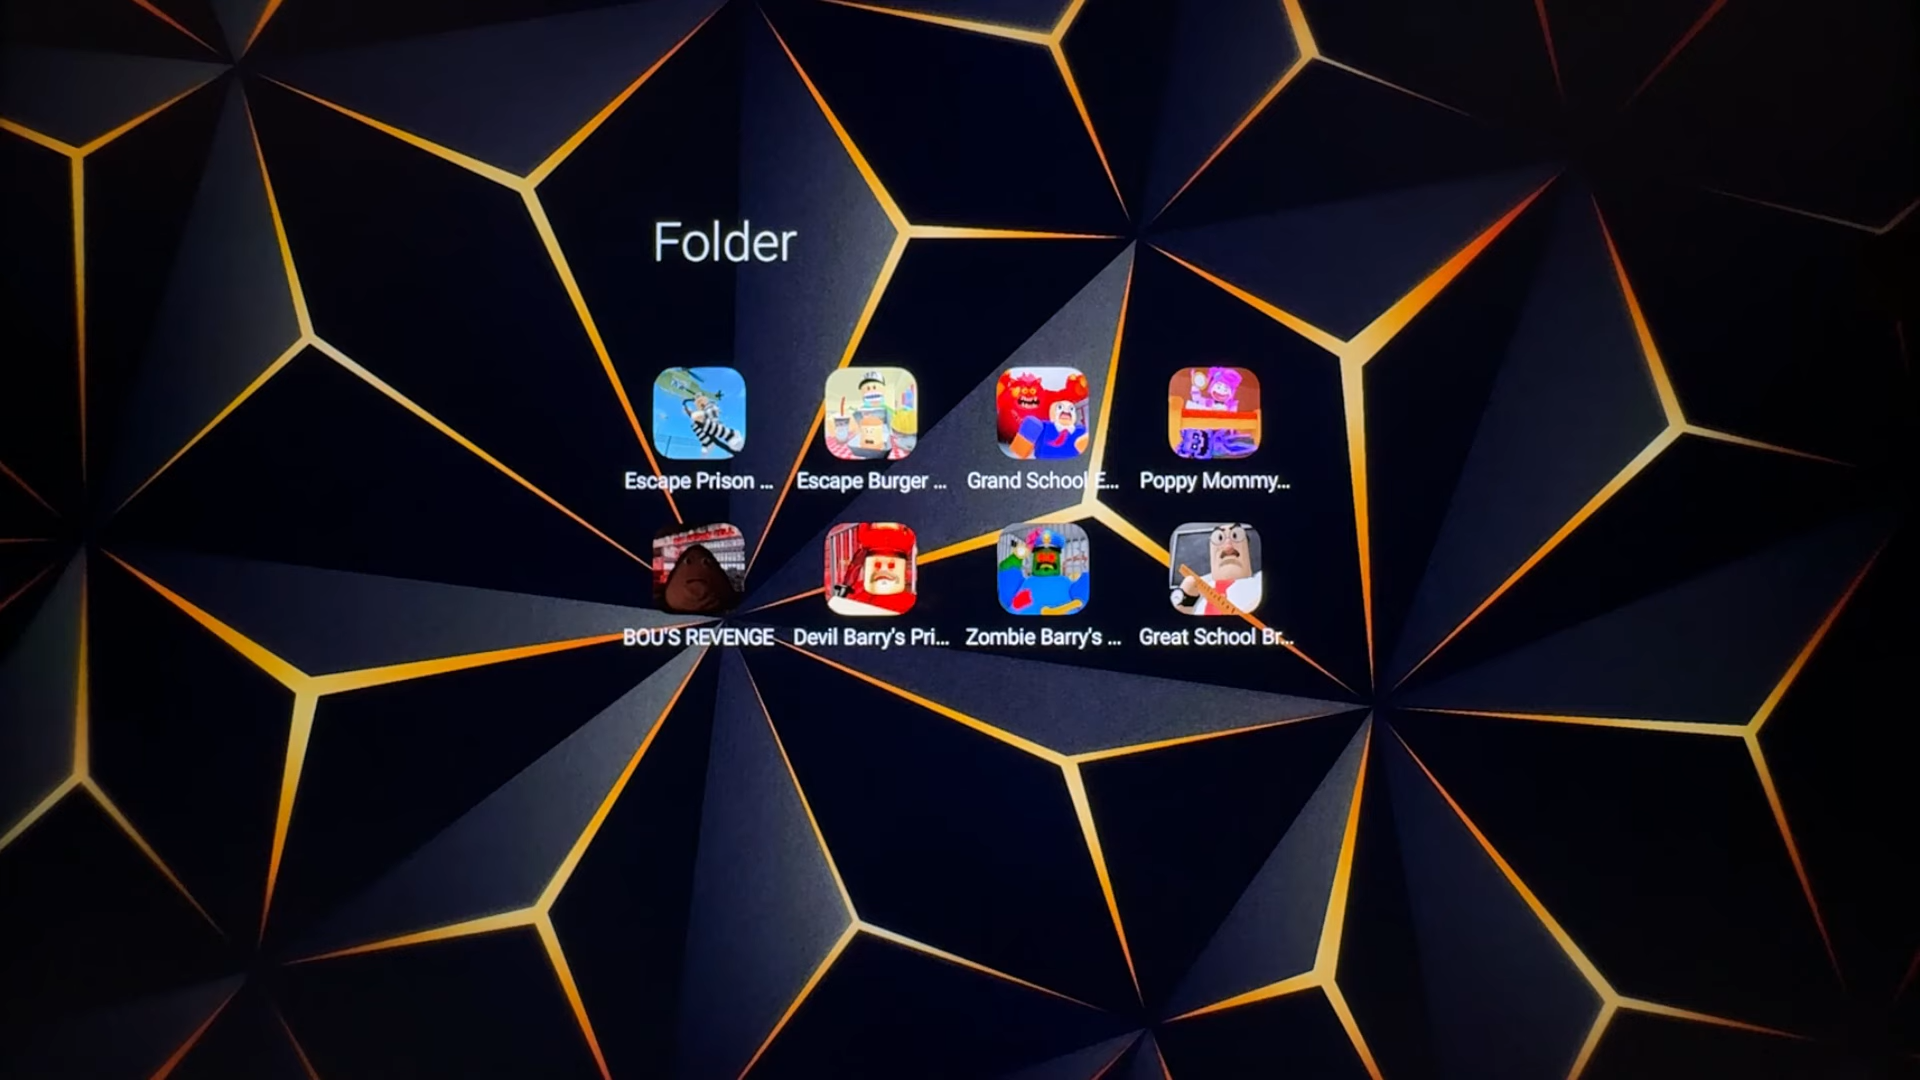 Folder
Escape Prison ...
Escape Burger ...
Grand School E...
Poppy Mommy...
BOU'S REVENGE
Devil Barry's Pri...
Zombie Barry's ...
Great School Br...